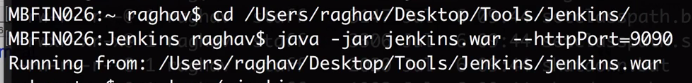 MBFIN026:~ raghav$ cd /Users/raghav/Desktop/Tools/Jenkins/
MBFIN026:Jenkins raghav$ java -jar jenkins.war --httpPort=9090
Running from: /Users/raghav/Desktop/Tools/Jenkins/jenkins.war